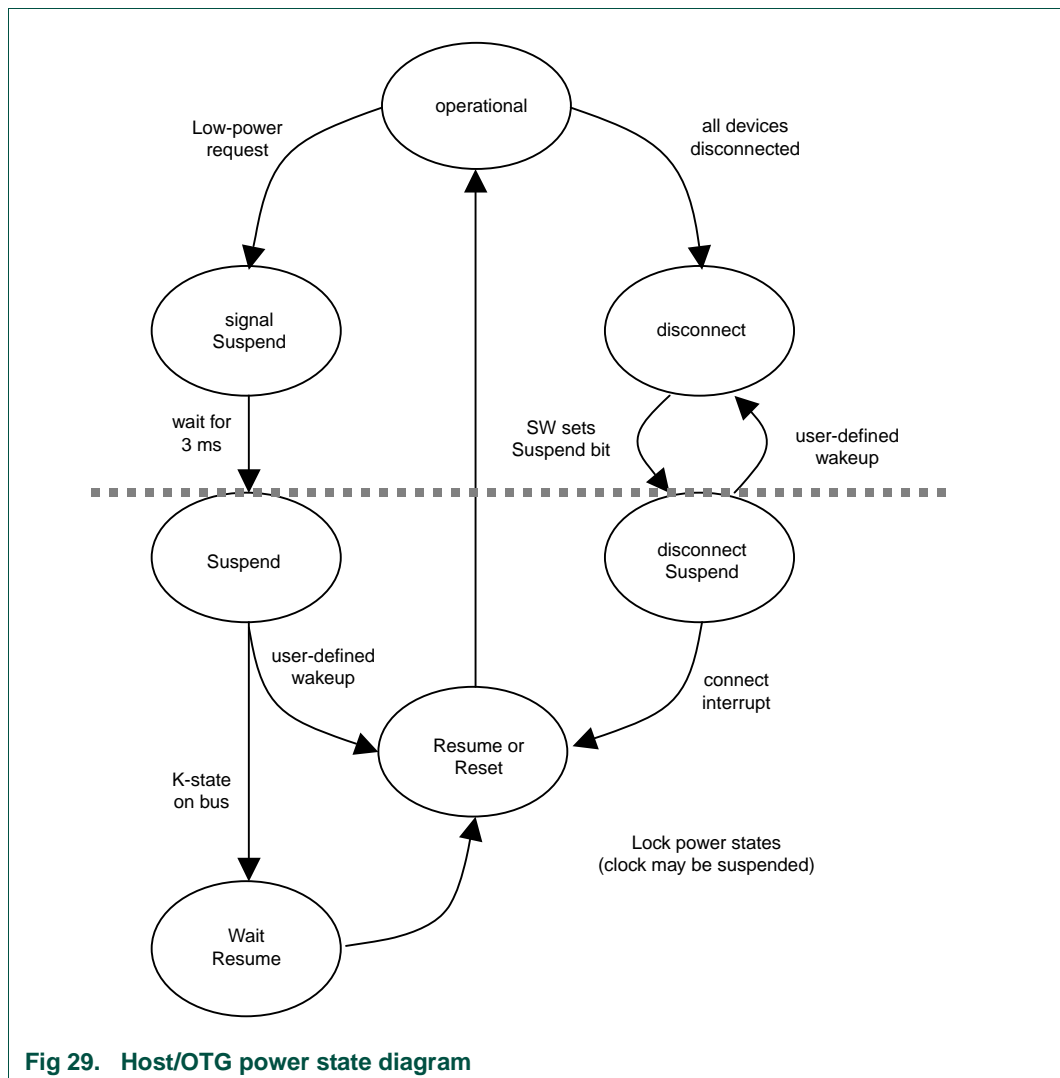 operational
Low-power
request
all devices
disconnected
signal
Suspend
disconnect
wait for
3 ms
SW sets
Suspend bit
user-defined
wakeup
Suspend
disconnect
Suspend
user-defined
wakeup
connect
interrupt
Resume or
Reset
K-state
on bus
Lock power states
(clock may be suspended)
Wait
Resume
Fig 29. Host/OTG power state diagram